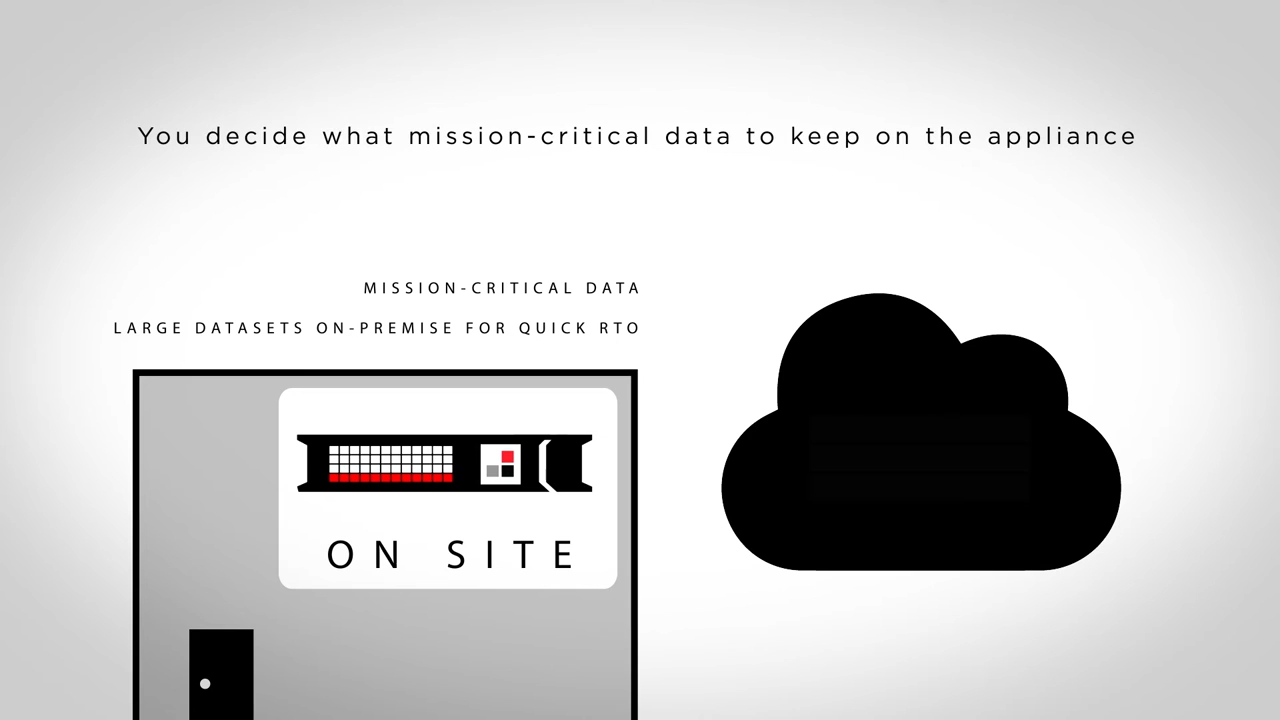 You decide what mission-critical data to keep on the appliance
MISSION-CRITICAL DATA
LARGE DATASETS ON-PREMISE FOR QUICK RTO
ON SITE